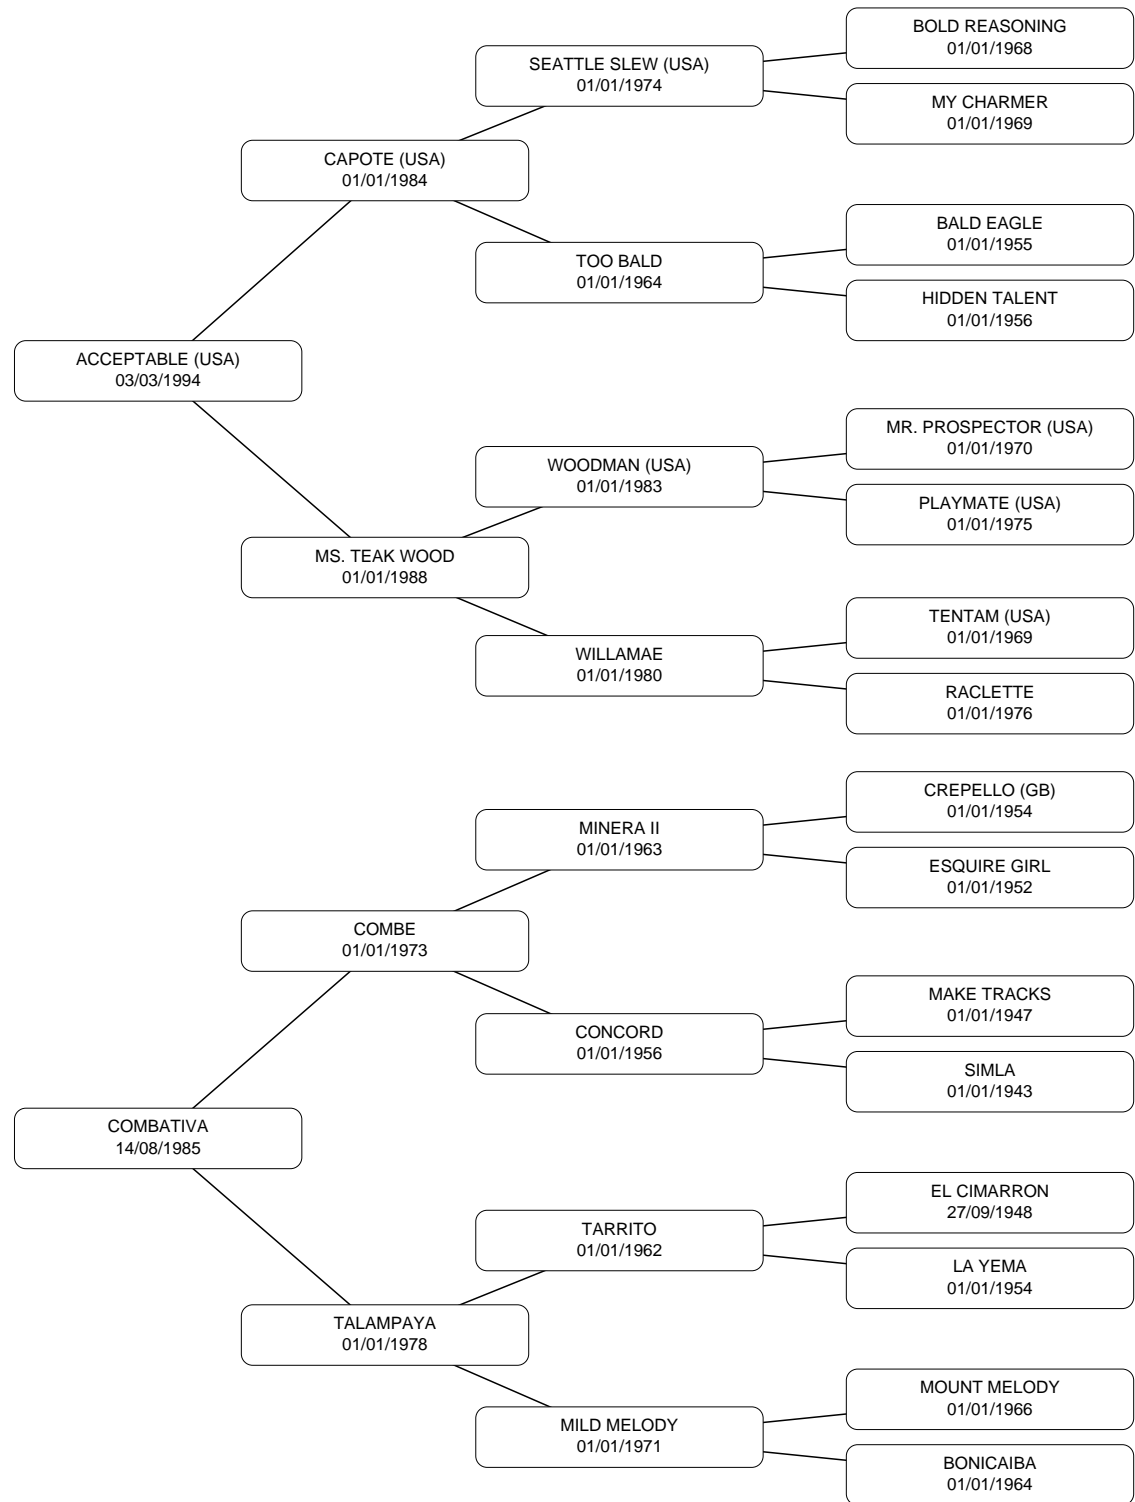 BOLD REASONING
01/01/1968
SEATTLE SLEW (USA)
01/01/1974
MY CHARMER
01/01/1969
CAPOTE (USA)
01/01/1984
BALD EAGLE
01/01/1955
TOO BALD
01/01/1964
HIDDEN TALENT
01/01/1956
ACCEPTABLE (USA)
03/03/1994
MR. PROSPECTOR (USA)
01/01/1970
WOODMAN (USA)
01/01/1983
PLAYMATE (USA)
01/01/1975
MS. TEAK WOOD
01/01/1988
TENTAM (USA)
01/01/1969
WILLAMAE
01/01/1980
RACLETTE
01/01/1976
CREPELLO (GB)
01/01/1954
MINERA II
01/01/1963
ESQUIRE GIRL
01/01/1952
COMBE
01/01/1973
MAKE TRACKS
01/01/1947
CONCORD
01/01/1956
SIMLA
01/01/1943
COMBATIVA
14/08/1985
EL CIMARRON
27/09/1948
TARRITO
01/01/1962
LA YEMA
01/01/1954
TALAMPAYA
01/01/1978
MOUNT MELODY
01/01/1966
MILD MELODY
01/01/1971
BONICAIBA
01/01/1964